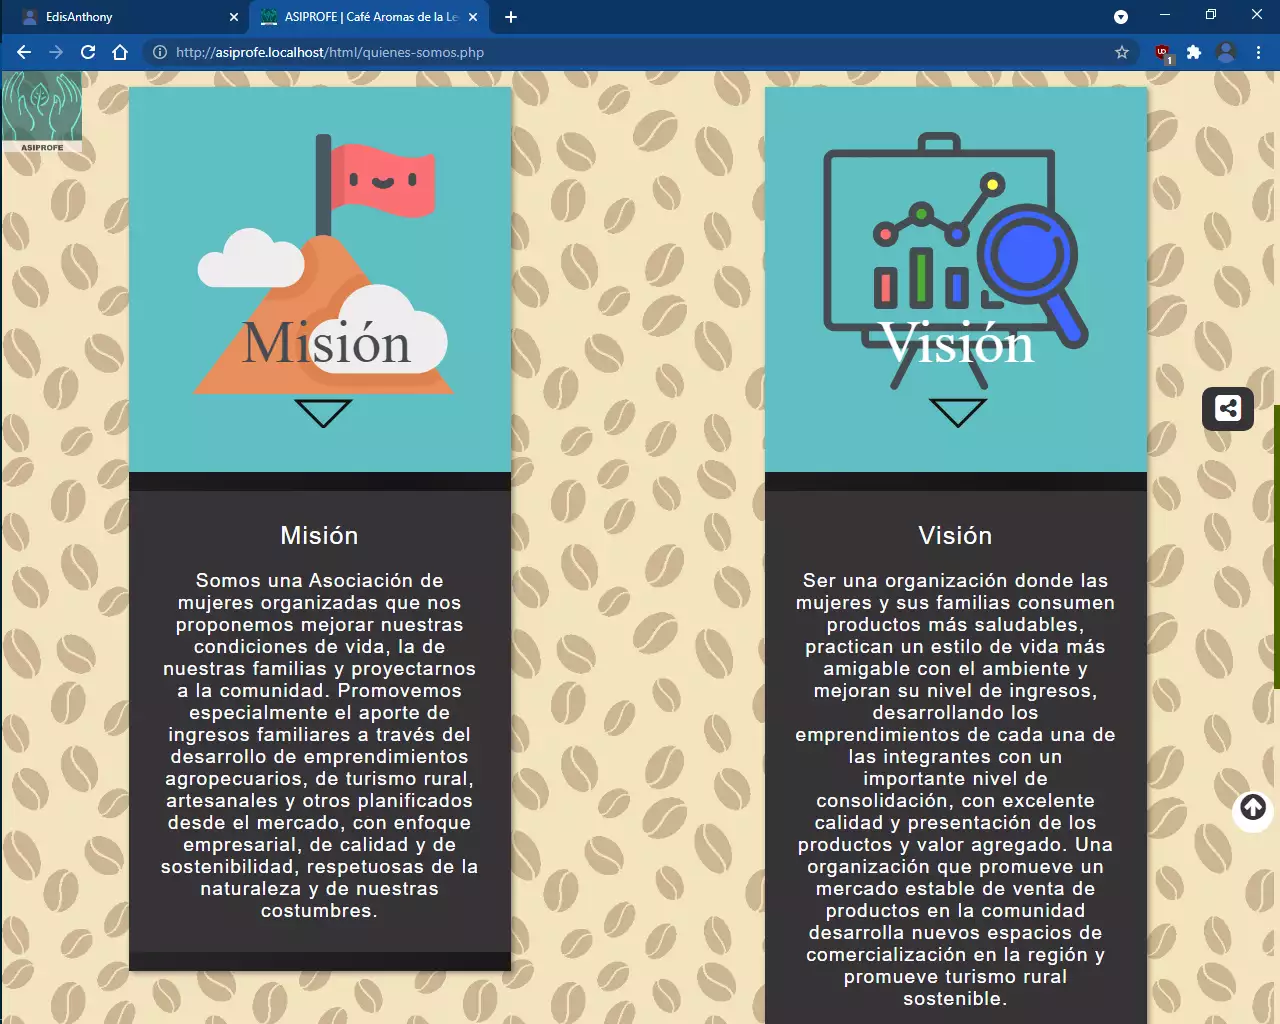 EdisAnthony
ASIPROFE | Café Aromas de la Le
http://asiprofe.localhost/html/quienes-somos.php
1
ASIPROFE
Misión
Misión
Somos una Asociación de
mujeres organizadas que nos
proponemos mejorar nuestras
condiciones de vida, la de
nuestras familias y proyectarnos
a la comunidad. Promovemos
especialmente el aporte de
ingresos familiares a través del
desarrollo de emprendimientos
agropecuarios, de turismo rural,
artesanales y otros planificados
desde el mercado, con enfoque
empresarial, de calidad y de
sostenibilidad, respetuosas de la
naturaleza y de nuestras
costumbres.
Visión
Visión
Ser una organización donde las
mujeres y sus familias consumen
productos más saludables,
practican un estilo de vida más
amigable con el ambiente y
mejoran su nivel de ingresos,
desarrollando los
emprendimientos de cada una de
las integrantes con un
importante nivel de
consolidación, con excelente
calidad y presentación de los
productos y valor agregado. Una
organización que promueve un
mercado estable de venta de
productos en la comunidad
desarrolla nuevos espacios de
comercialización en la región y
promueve turismo rural
sostenible.